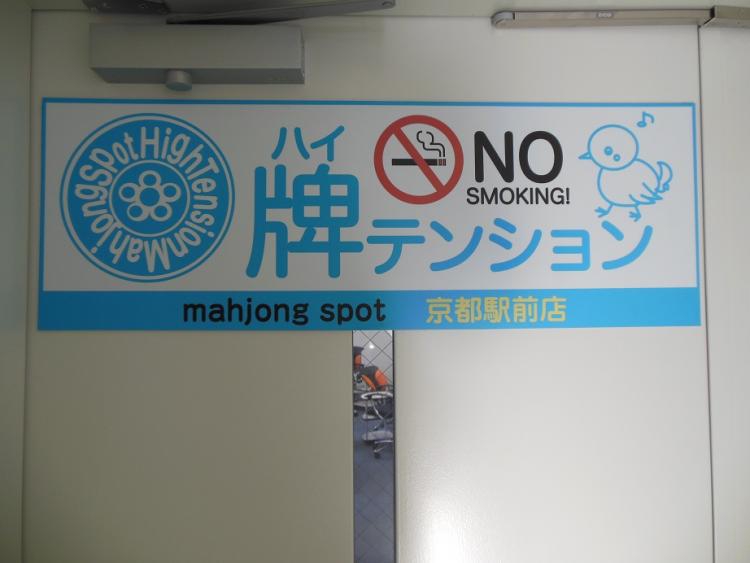 MahjongSpotHighTension
ハイ
牌テンション
NO
SMOKING!
mahjong spot 京都駅前店